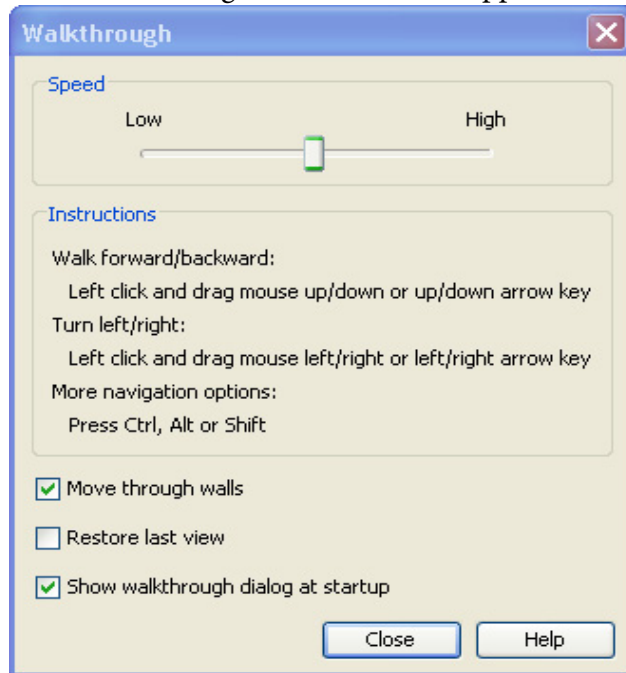 Walkthrough
Speed
Low High
Instructions
Walk forward/backward:
Left click and drag mouse up/down or up/down arrow key
Turn left/right:
Left click and drag mouse left/right or left/right arrow key
More navigation options:
Press Ctrl, Alt or Shift
Move through walls
Restore last view
Show walkthrough dialog at startup
Close Help